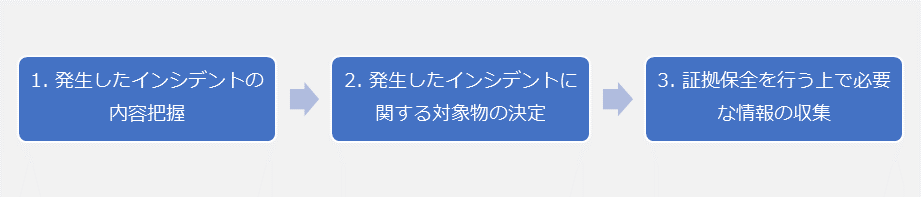 1. 発生したインシデントの
内容把握
2. 発生したインシデントに
関する対象物の決定
3. 証拠保全を行う上で必要
な情報の収集